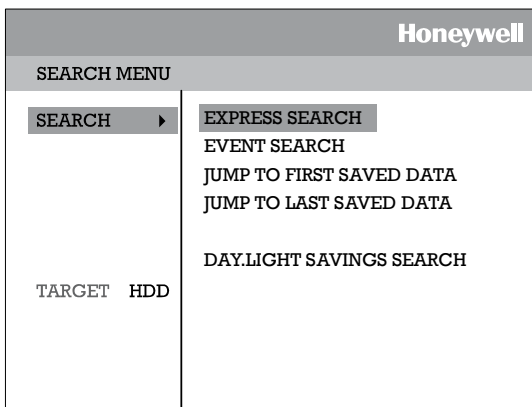 Honeywell
SEARCH MENU
SEARCH
EXPRESS SEARCH
EVENT SEARCH
JUMP TO FIRST SAVED DATA
JUMP TO LAST SAVED DATA
DAY.LIGHT SAVINGS SEARCH
TARGET HDD